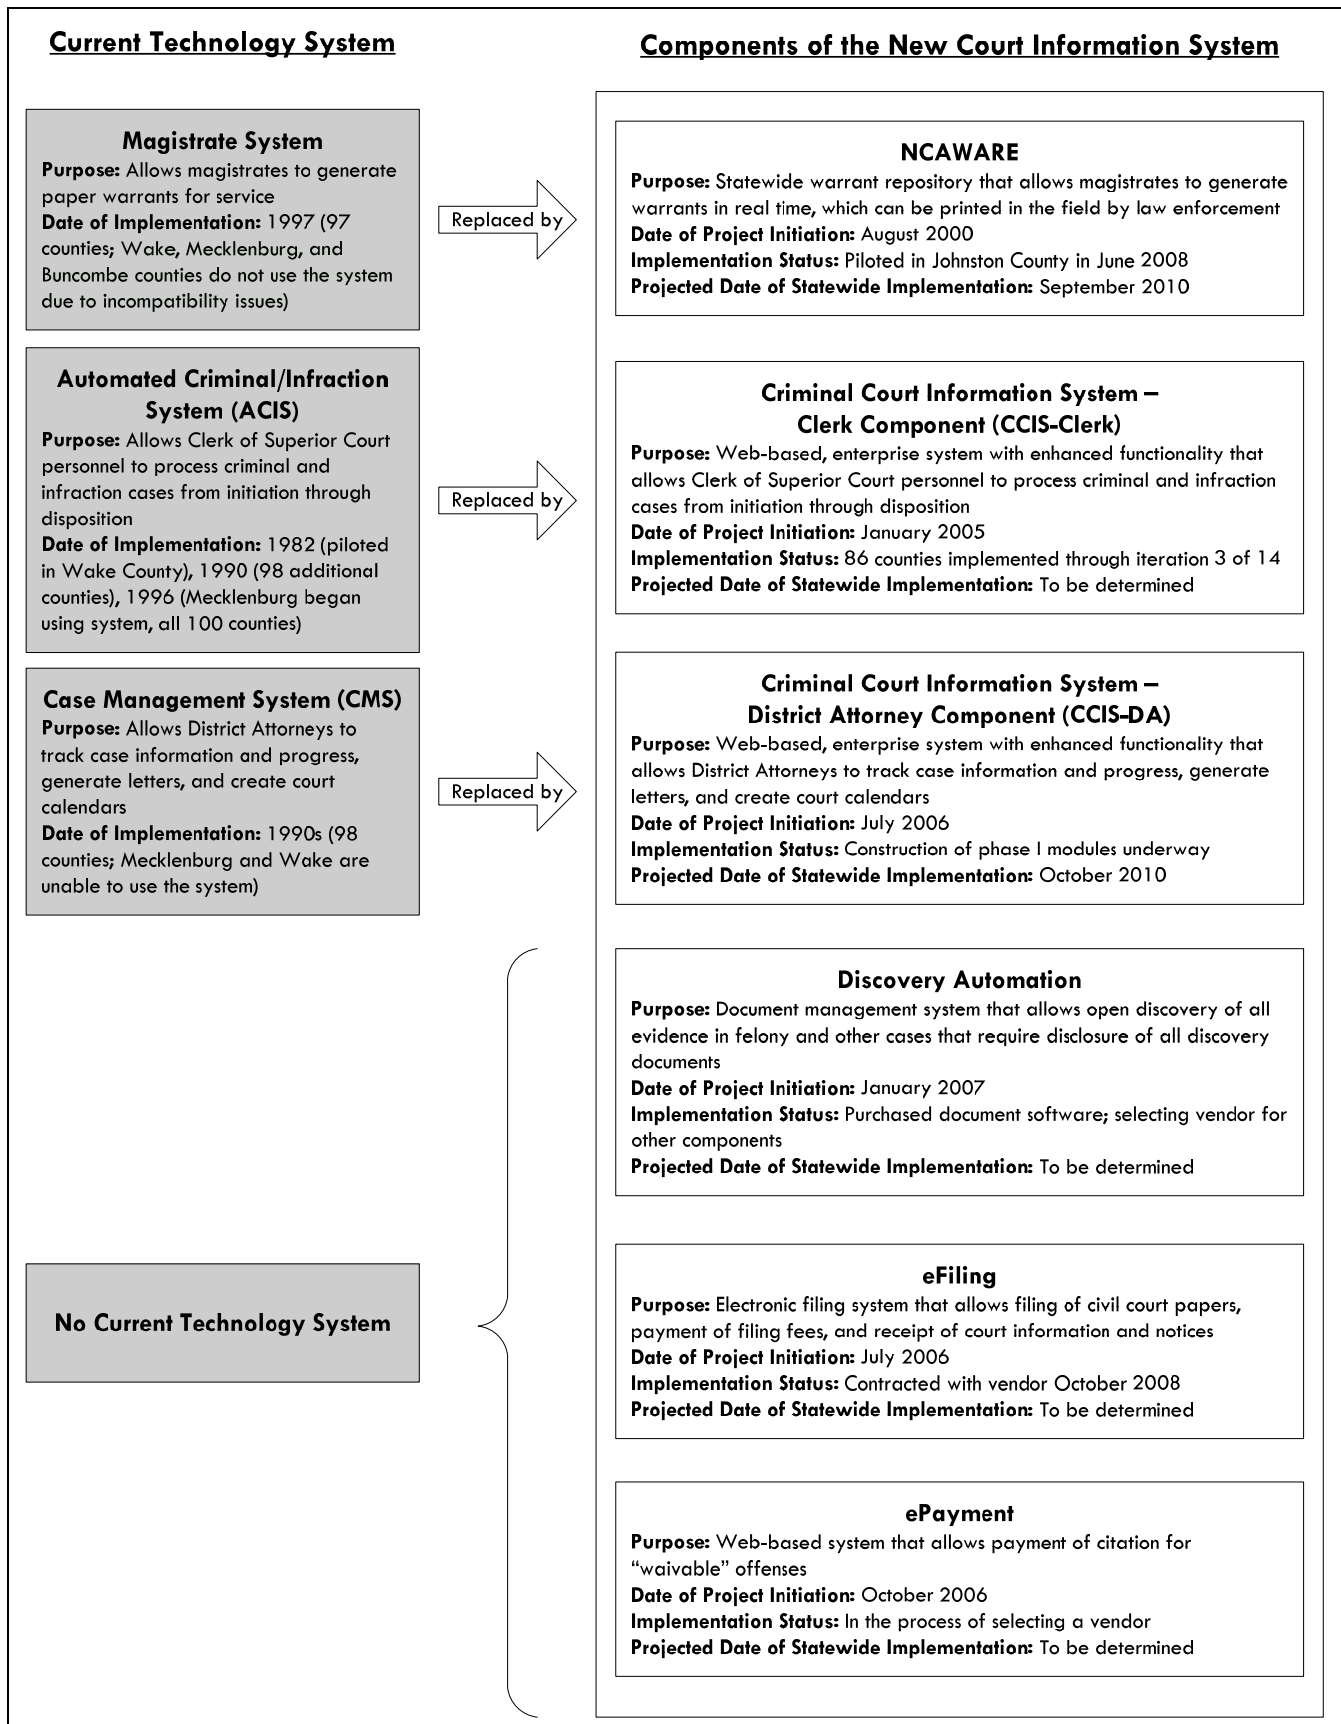 Current Technology System
Components of the New Court Information System
Magistrate System
Purpose: Allows magistrates to generate
paper warrants for service
Date of Implementation: 1997 (97
counties; Wake, Mecklenburg, and
Buncombe counties do not use the system
due to incompatibility issues)
Replaced by
NCAWARE
Purpose: Statewide warrant repository that allows magistrates to generate
warrants in real time, which can be printed in the field by law enforcement
Date of Project Initiation: August 2000
Implementation Status: Piloted in Johnston County in June 2008
Projected Date of Statewide Implementation: September 2010
Automated Criminal/Infraction
System (ACIS)
Purpose: Allows Clerk of Superior Court
personnel to process criminal and
infraction cases from initiation through
disposition
Date of Implementation: 1982 (piloted
in Wake County), 1990 (98 additional
counties), 1996 (Mecklenburg began
using system, all 100 counties)
Replaced by
Criminal Court Information System –
Clerk Component (CCIS-Clerk)
Purpose: Web-based, enterprise system with enhanced functionality that
allows Clerk of Superior Court personnel to process criminal and infraction
cases from initiation through disposition
Date of Project Initiation: January 2005
Implementation Status: 86 counties implemented through iteration 3 of 14
Projected Date of Statewide Implementation: To be determined
Case Management System (CMS)
Purpose: Allows District Attorneys to
track case information and progress,
generate letters, and create court
calendars
Date of Implementation: 1990s (98
counties; Mecklenburg and Wake are
unable to use the system)
Replaced by
Criminal Court Information System –
District Attorney Component (CCIS-DA)
Purpose: Web-based, enterprise system with enhanced functionality that
allows District Attorneys to track case information and progress, generate
letters, and create court calendars
Date of Project Initiation: July 2006
Implementation Status: Construction of phase I modules underway
Projected Date of Statewide Implementation: October 2010
No Current Technology System
Discovery Automation
Purpose: Document management system that allows open discovery of all
evidence in felony and other cases that require disclosure of all discovery
documents
Date of Project Initiation: January 2007
Implementation Status: Purchased document software; selecting vendor for
other components
Projected Date of Statewide Implementation: To be determined
eFiling
Purpose: Electronic filing system that allows filing of civil court papers,
payment of filing fees, and receipt of court information and notices
Date of Project Initiation: July 2006
Implementation Status: Contracted with vendor October 2008
Projected Date of Statewide Implementation: To be determined
ePayment
Purpose: Web-based system that allows payment of citation for
“waivable” offenses
Date of Project Initiation: October 2006
Implementation Status: In the process of selecting a vendor
Projected Date of Statewide Implementation: To be determined